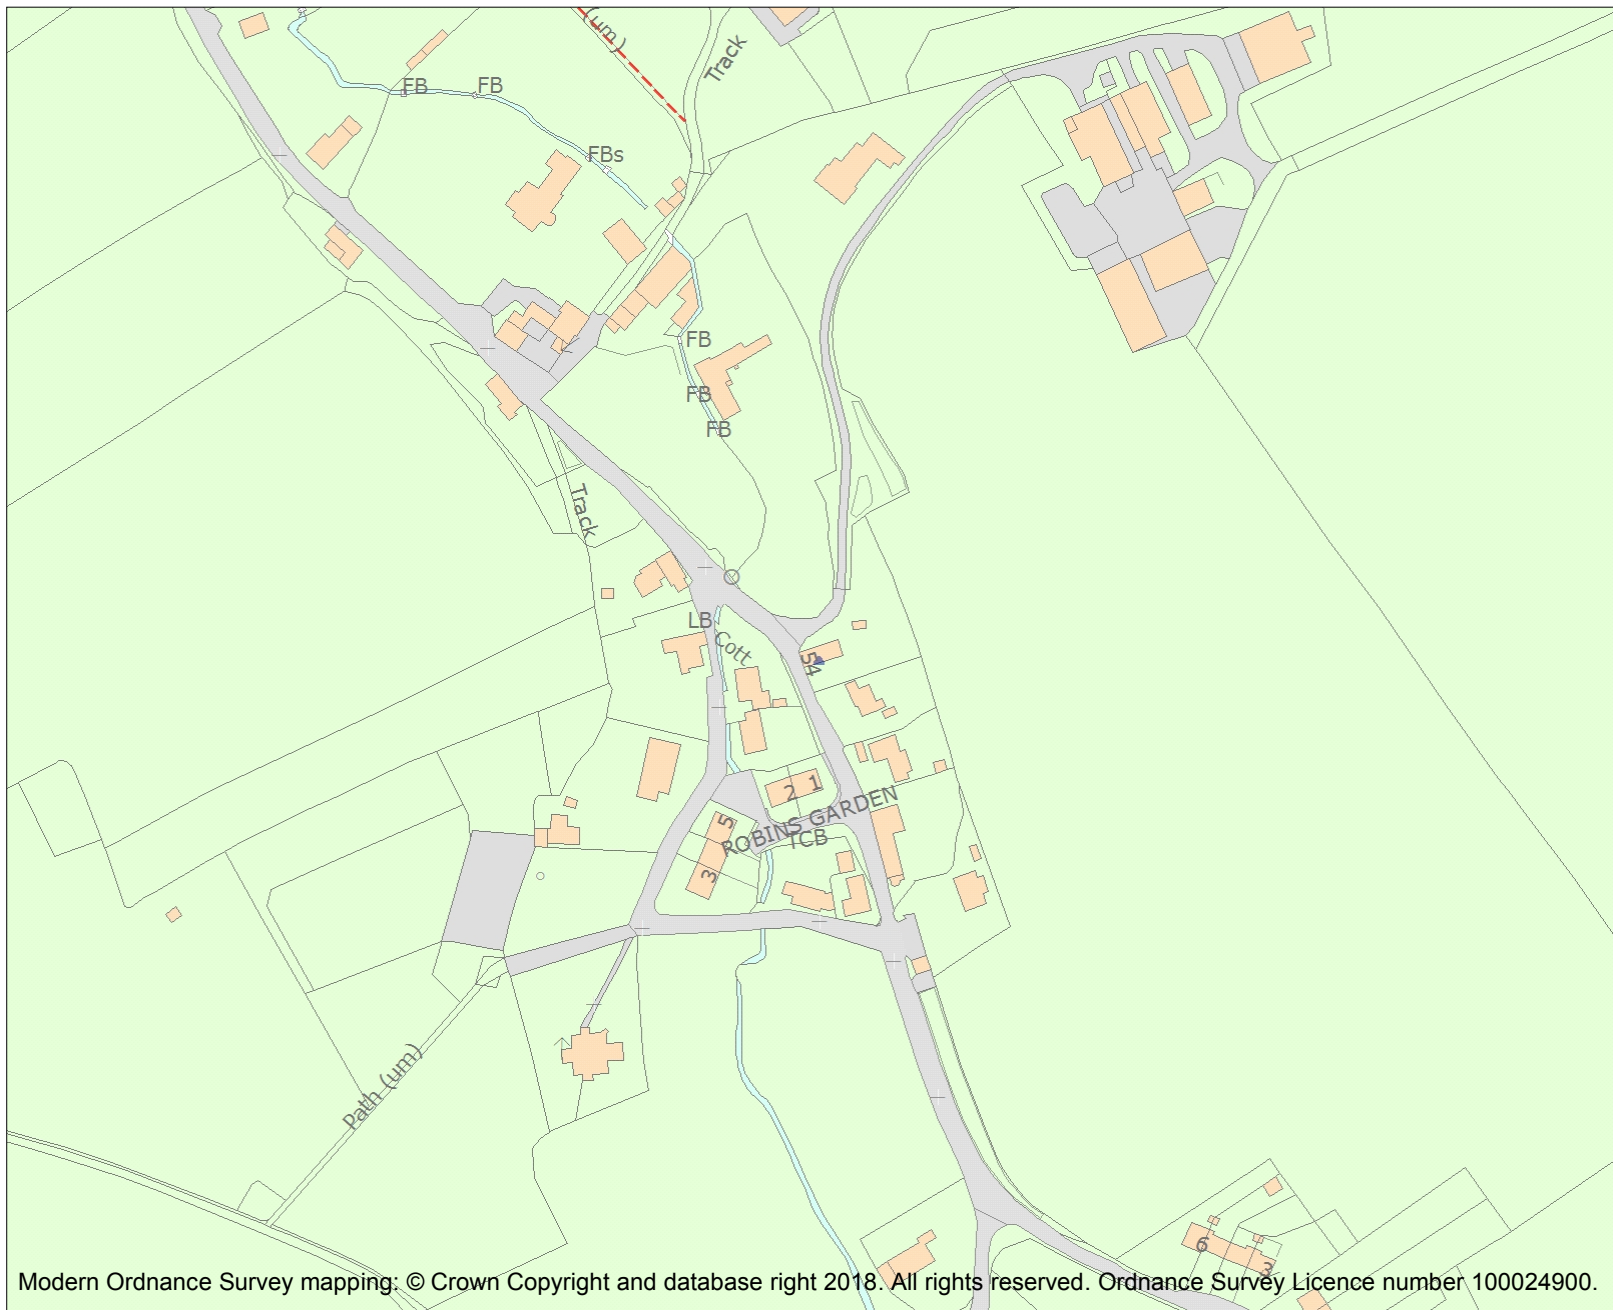 (um)
Track
FB
FB
FBs
FB
FB
FB
Track
LB
Cott
54
2
1
ROBINS GARDEN
TCB
5
3
Path (um)
6
3
Modern Ordnance Survey mapping: © Crown Copyright and database right 2018. All rights reserved. Ordnance Survey Licence number 100024900.